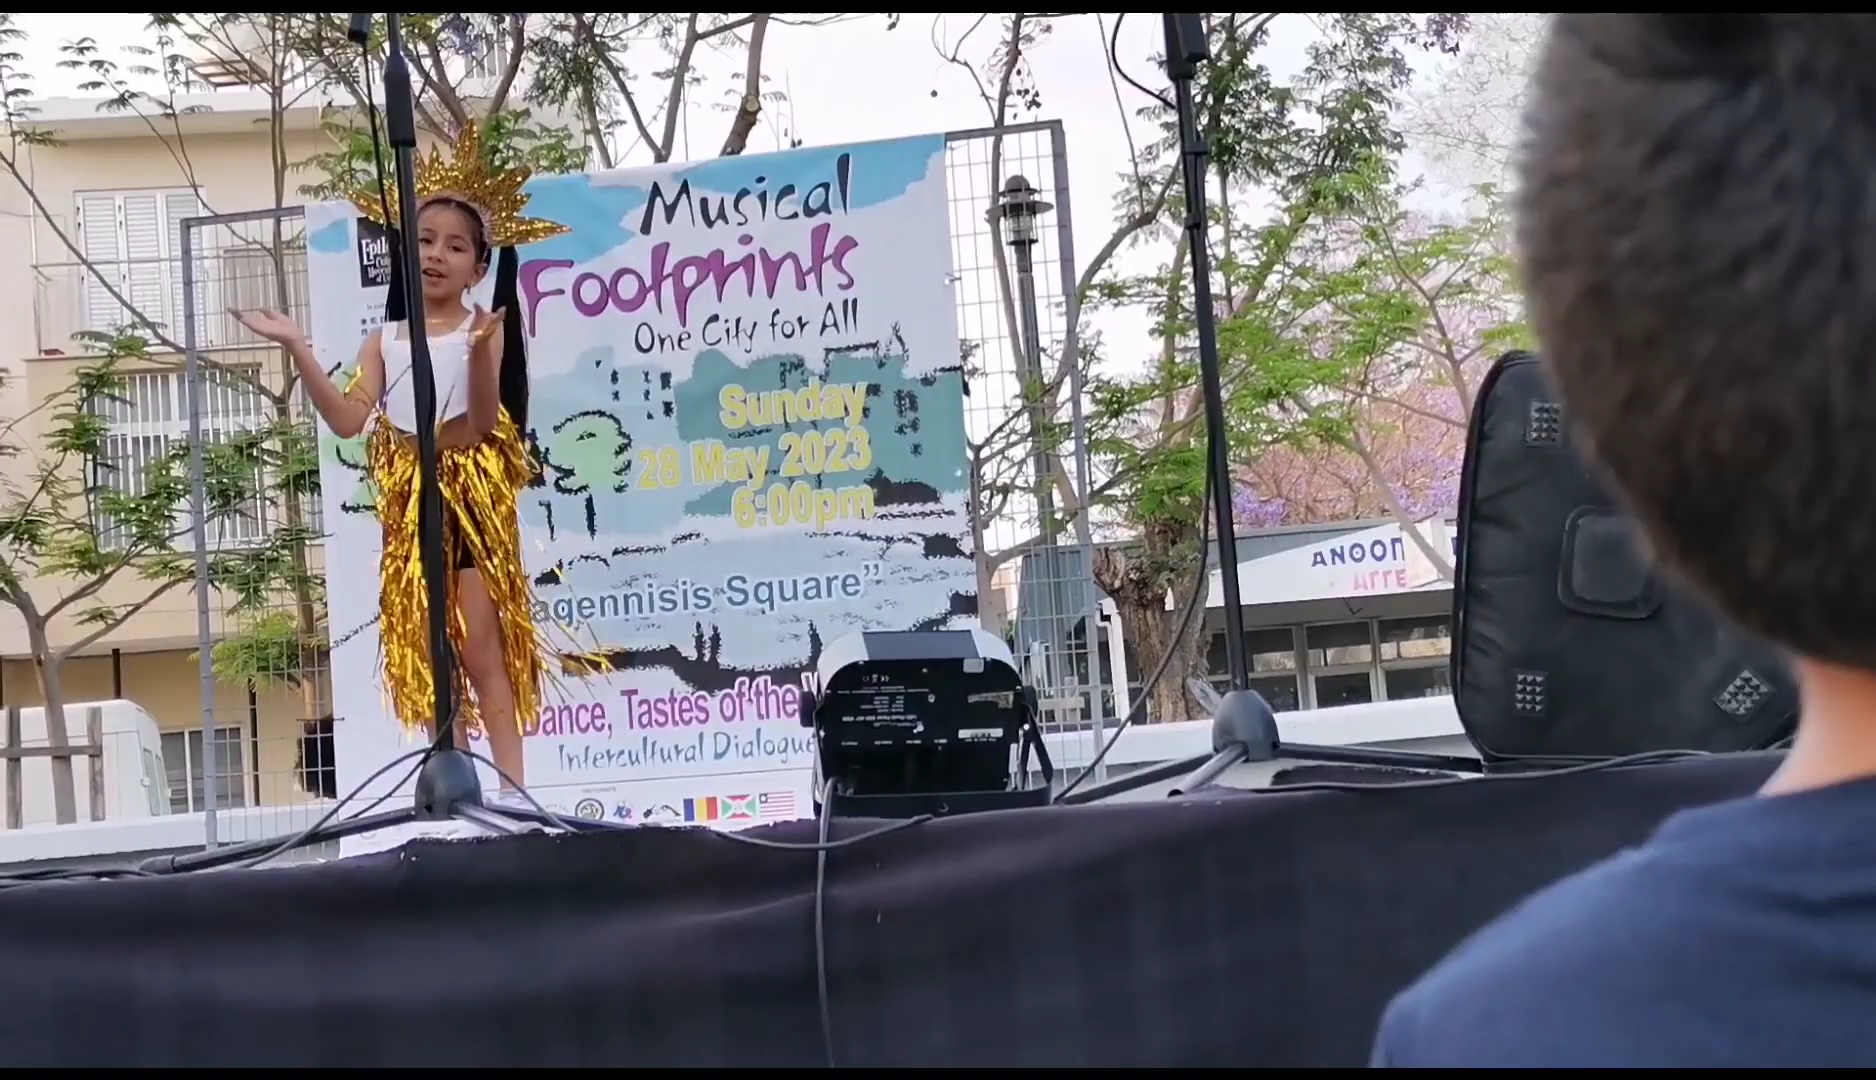 Musical
Footprints
One City for All
Sunday
28 May 2023
6:00pm
agennisis Square"
Dance, Tastes of the
Intercultural Dialogue
ΑΝΘΟΠ
ΑΓΓΕ